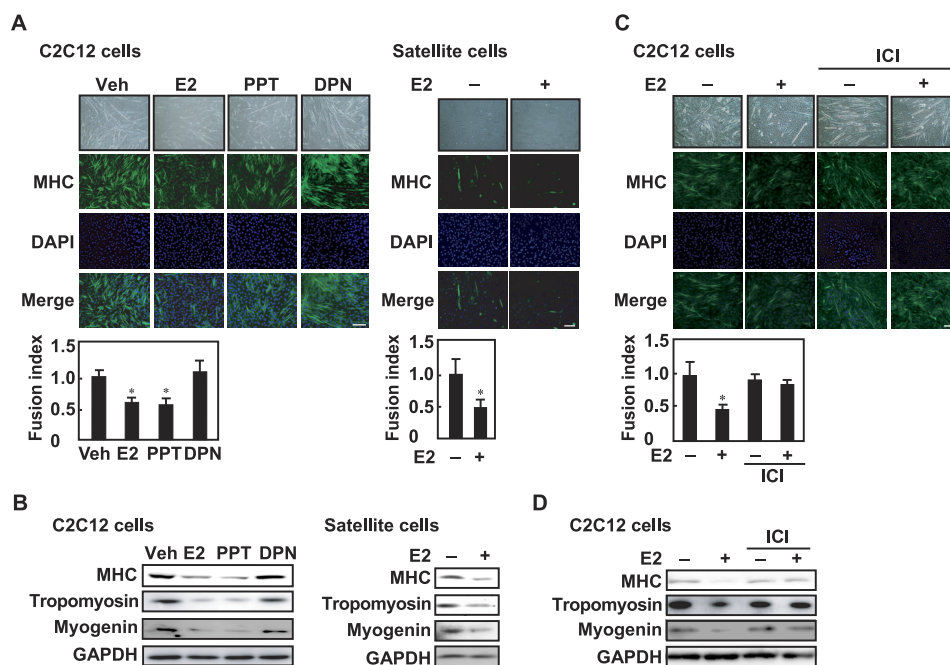 A
C2C12 cells
Veh E2 PPT DPN
MHC
DAPI
Merge
Fusion index
1.5
1.0
0.5
0
Veh E2 PPT DPN
Satellite cells
E2 – +
MHC
DAPI
Merge
Fusion index
1.5
1.0
0.5
0
E2 – +
C
C2C12 cells
ICI
E2 – + – +
MHC
DAPI
Merge
Fusion index
1.5
1.0
0.5
0
E2 – + – +
ICI
B
C2C12 cells
Veh E2 PPT DPN
MHC
Tropomyosin
Myogenin
GAPDH
Satellite cells
E2 – +
MHC
Tropomyosin
Myogenin
GAPDH
D
C2C12 cells
ICI
E2 – + – +
MHC
Tropomyosin
Myogenin
GAPDH